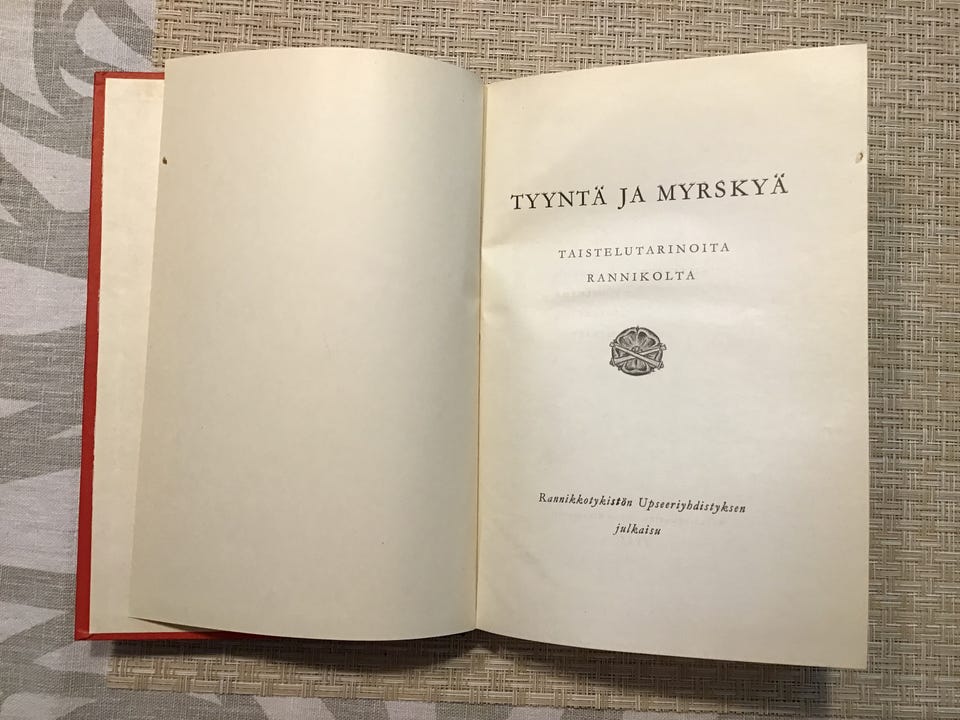 TYYNTÄ JA MYRSKYÄ
TAISTELUTARINOITA
RANNIKOLTA
Rannikkotykistön Upseeriyhdistyksen
julkaisu